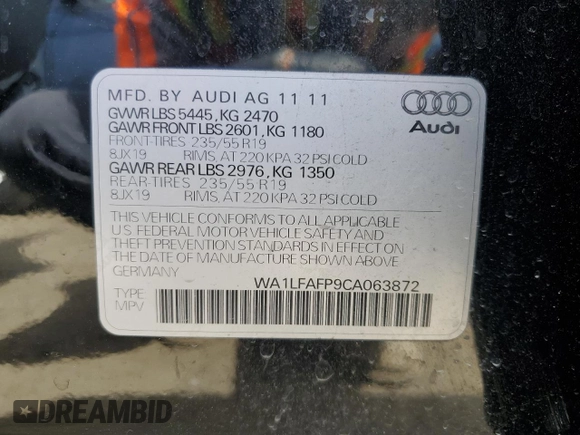 MFD. BY AUDI AG 11 11
GVWR LBS 5445, KG 2470
GAWR FRONT LBS 2601, KG 1180
FRONT-TIRES 235/55 R19
8JX19 RIMS, AT 220 KPA 32 PSI COLD
GAWR REAR LBS 2976, KG 1350
REAR-TIRES 235/55 R19
8JX19 RIMS, AT 220 KPA 32 PSI COLD
THIS VEHICLE CONFORMS TO ALL APPLICABLE
U.S. FEDERAL MOTOR VEHICLE SAFETY AND
THEFT PREVENTION STANDARDS IN EFFECT ON
THE DATE OF MANUFACTURE SHOWN ABOVE.
GERMANY
WA1LFAFP9CA063872
TYPE:
MPV
Audi
DREAMBID